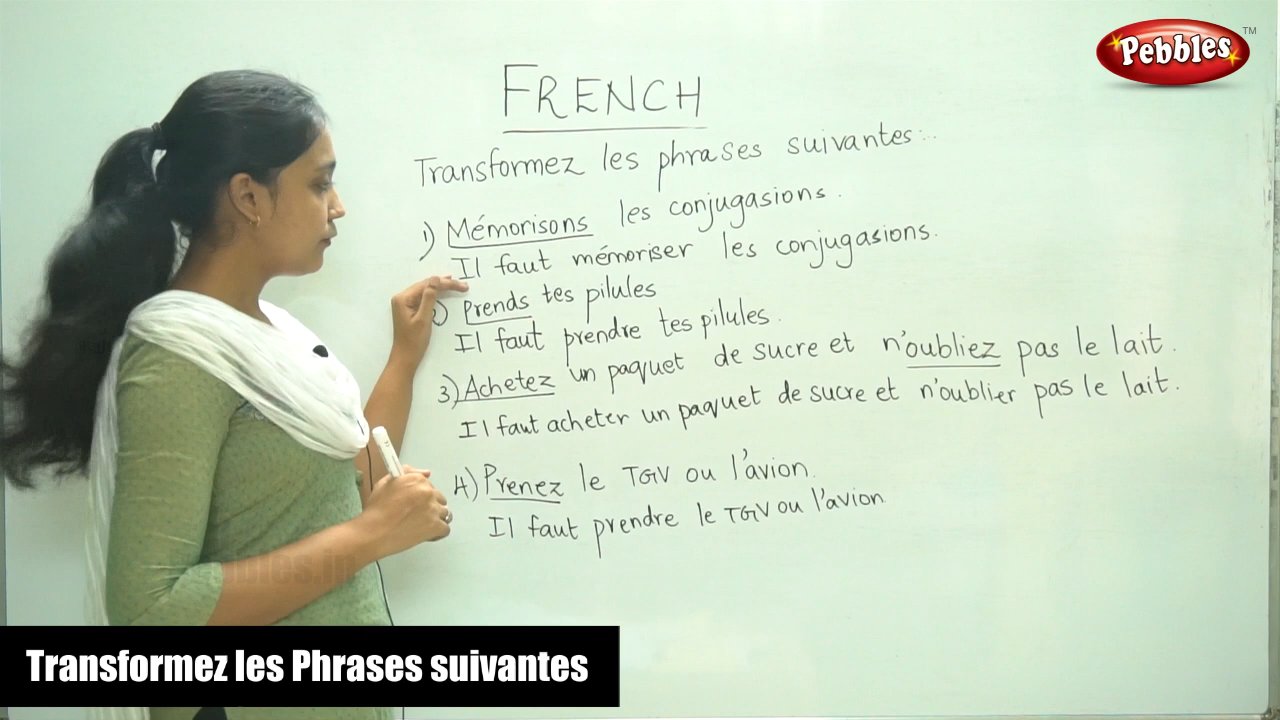 Pebbles TM
FRENCH
Transformez les phrases suivantes:.
1) Mémorisons les conjugasions.
Il faut mémoriser les conjugasions.
2) Prends tes pilules
Il faut prendre tes pilules.
3) Achetez un paquet de sucre et n'oubliez pas le lait.
Il faut acheter un paquet de sucre et n'oublier pas le lait.
4) Prenez le TGV ou l'avion.
Il faut prendre le TGV ou l'avion
Transformez les Phrases suivantes